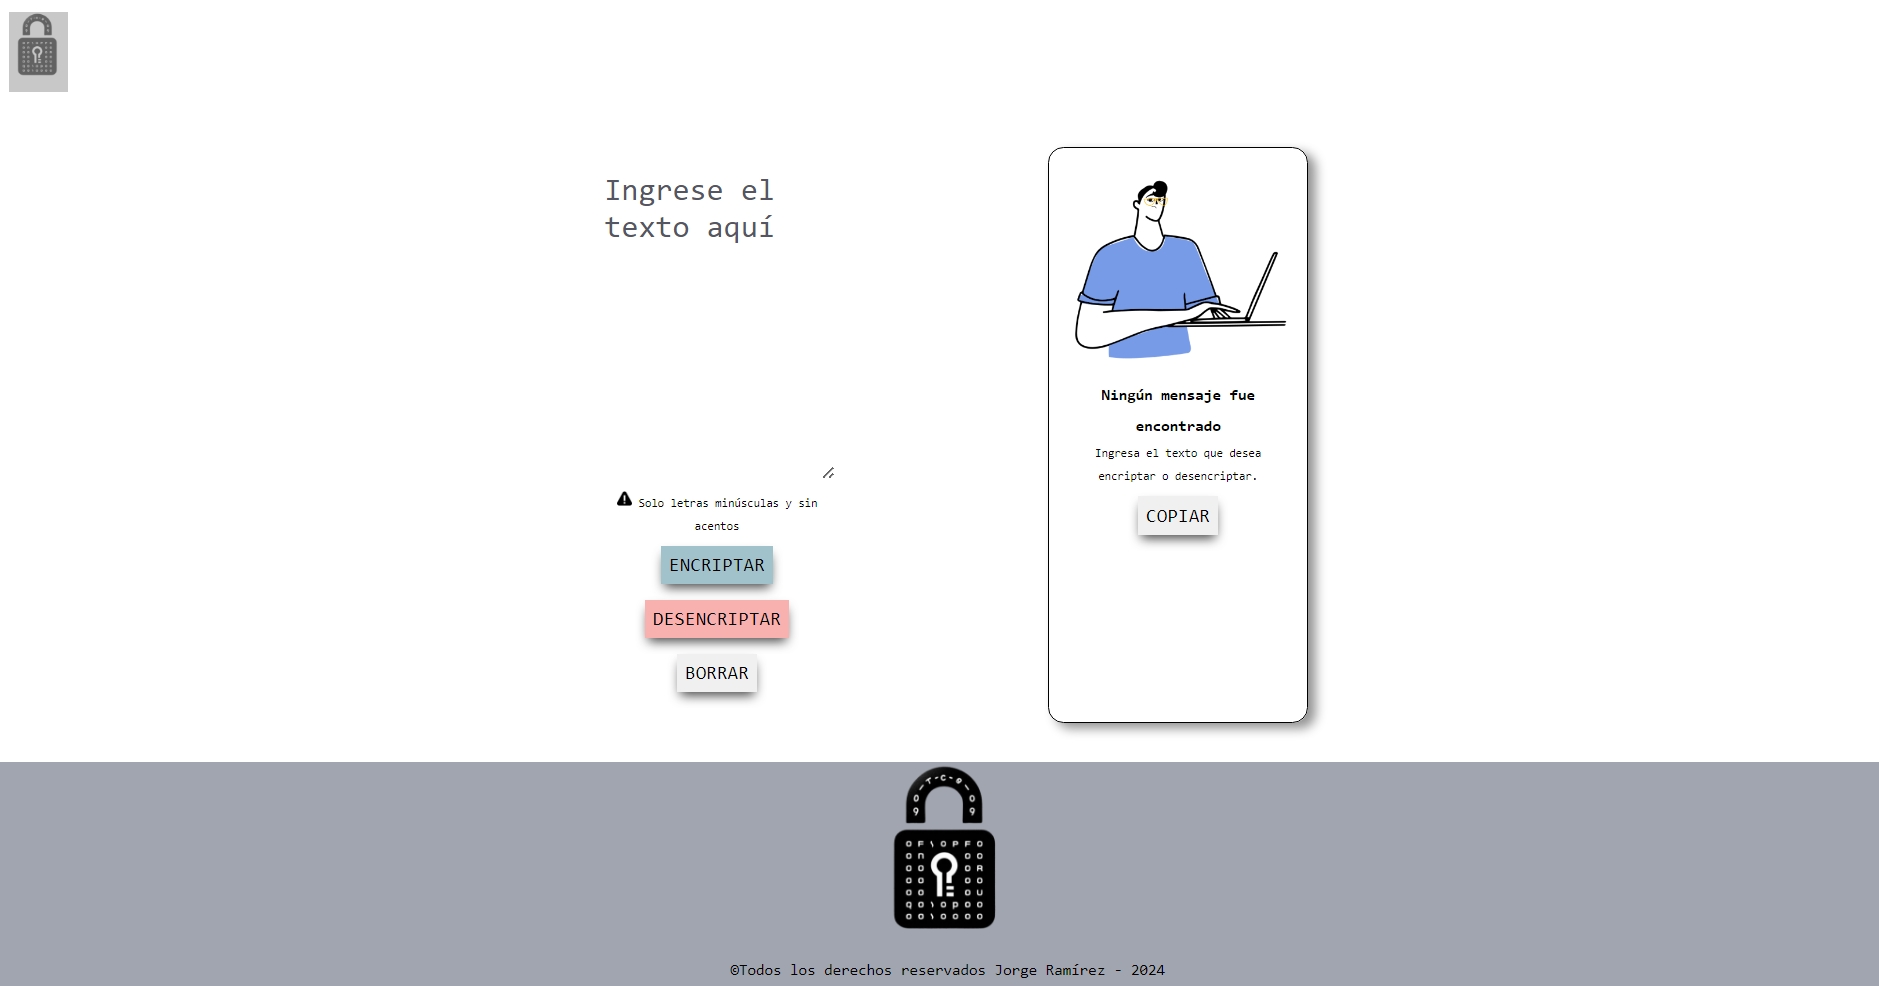 Ingrese el
texto aquí
Solo letras minúsculas y sin
acentos
ENCRIPTAR
DESENCRIPTAR
BORRAR
Ningún mensaje fue
encontrado
Ingresa el texto que desea
encriptar o desencriptar.
COPIAR
©Todos los derechos reservados Jorge Ramírez - 2024